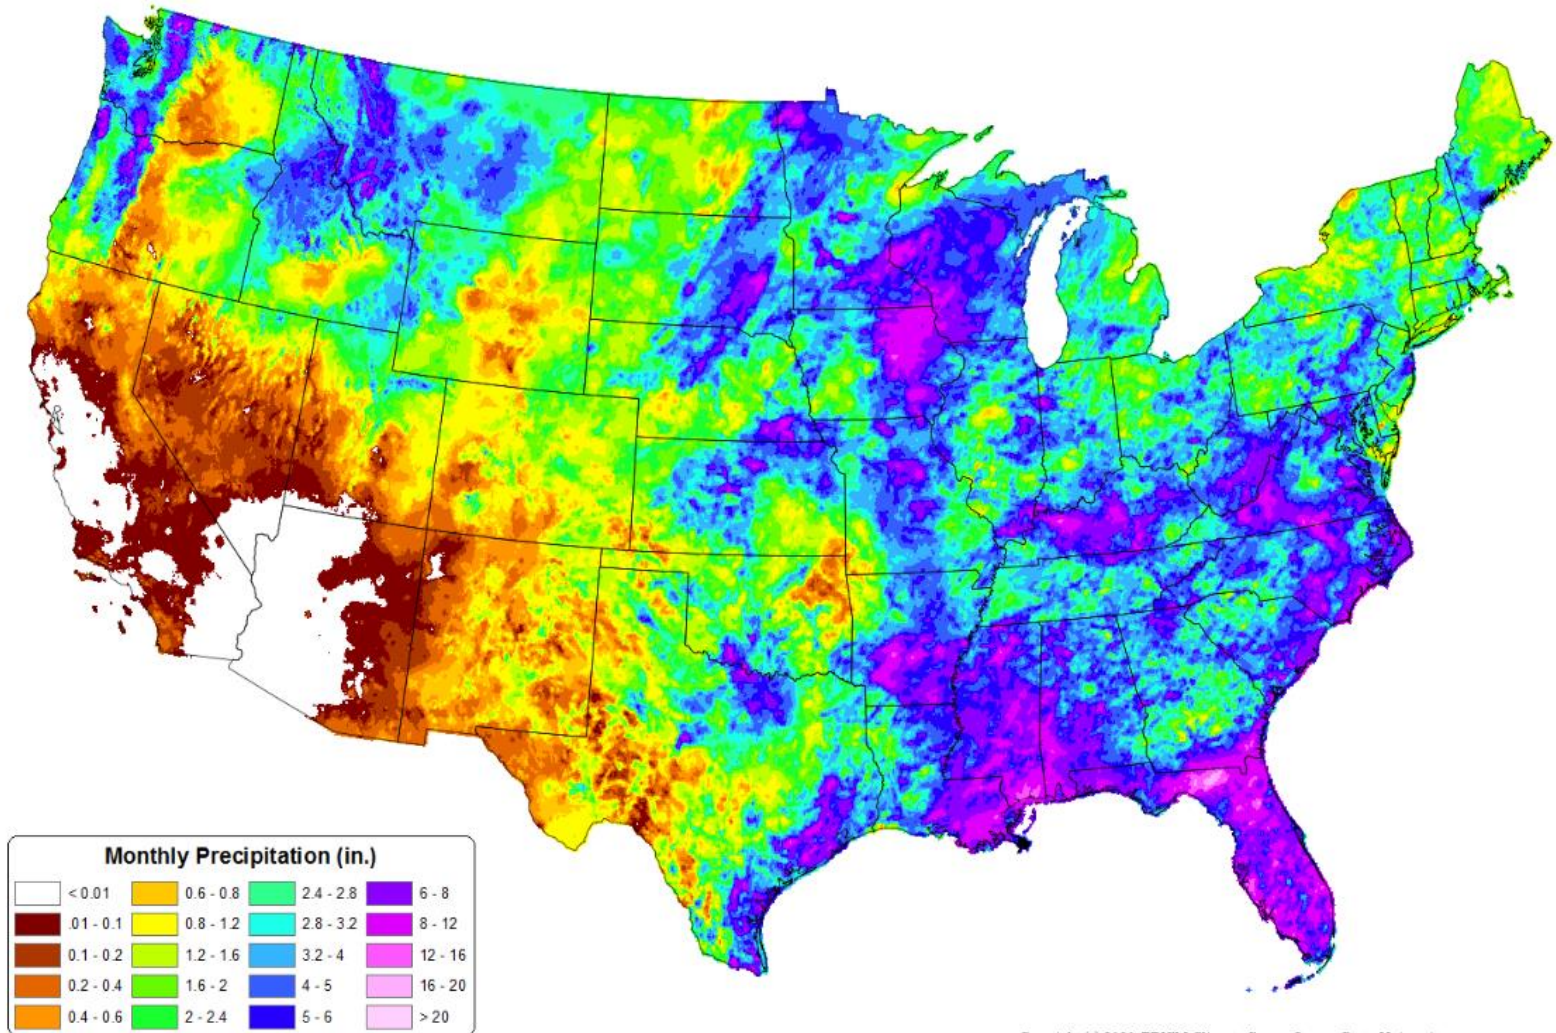 Monthly Precipitation (in.)
< 0.01 0.6 - 0.8 2.4 - 2.8 6 - 8
.01 - 0.1 0.8 - 1.2 2.8 - 3.2 8 - 12
0.1 - 0.2 1.2 - 1.6 3.2 - 4 12 - 16
0.2 - 0.4 1.6 - 2 4 - 5 16 - 20
0.4 - 0.6 2 - 2.4 5 - 6 > 20